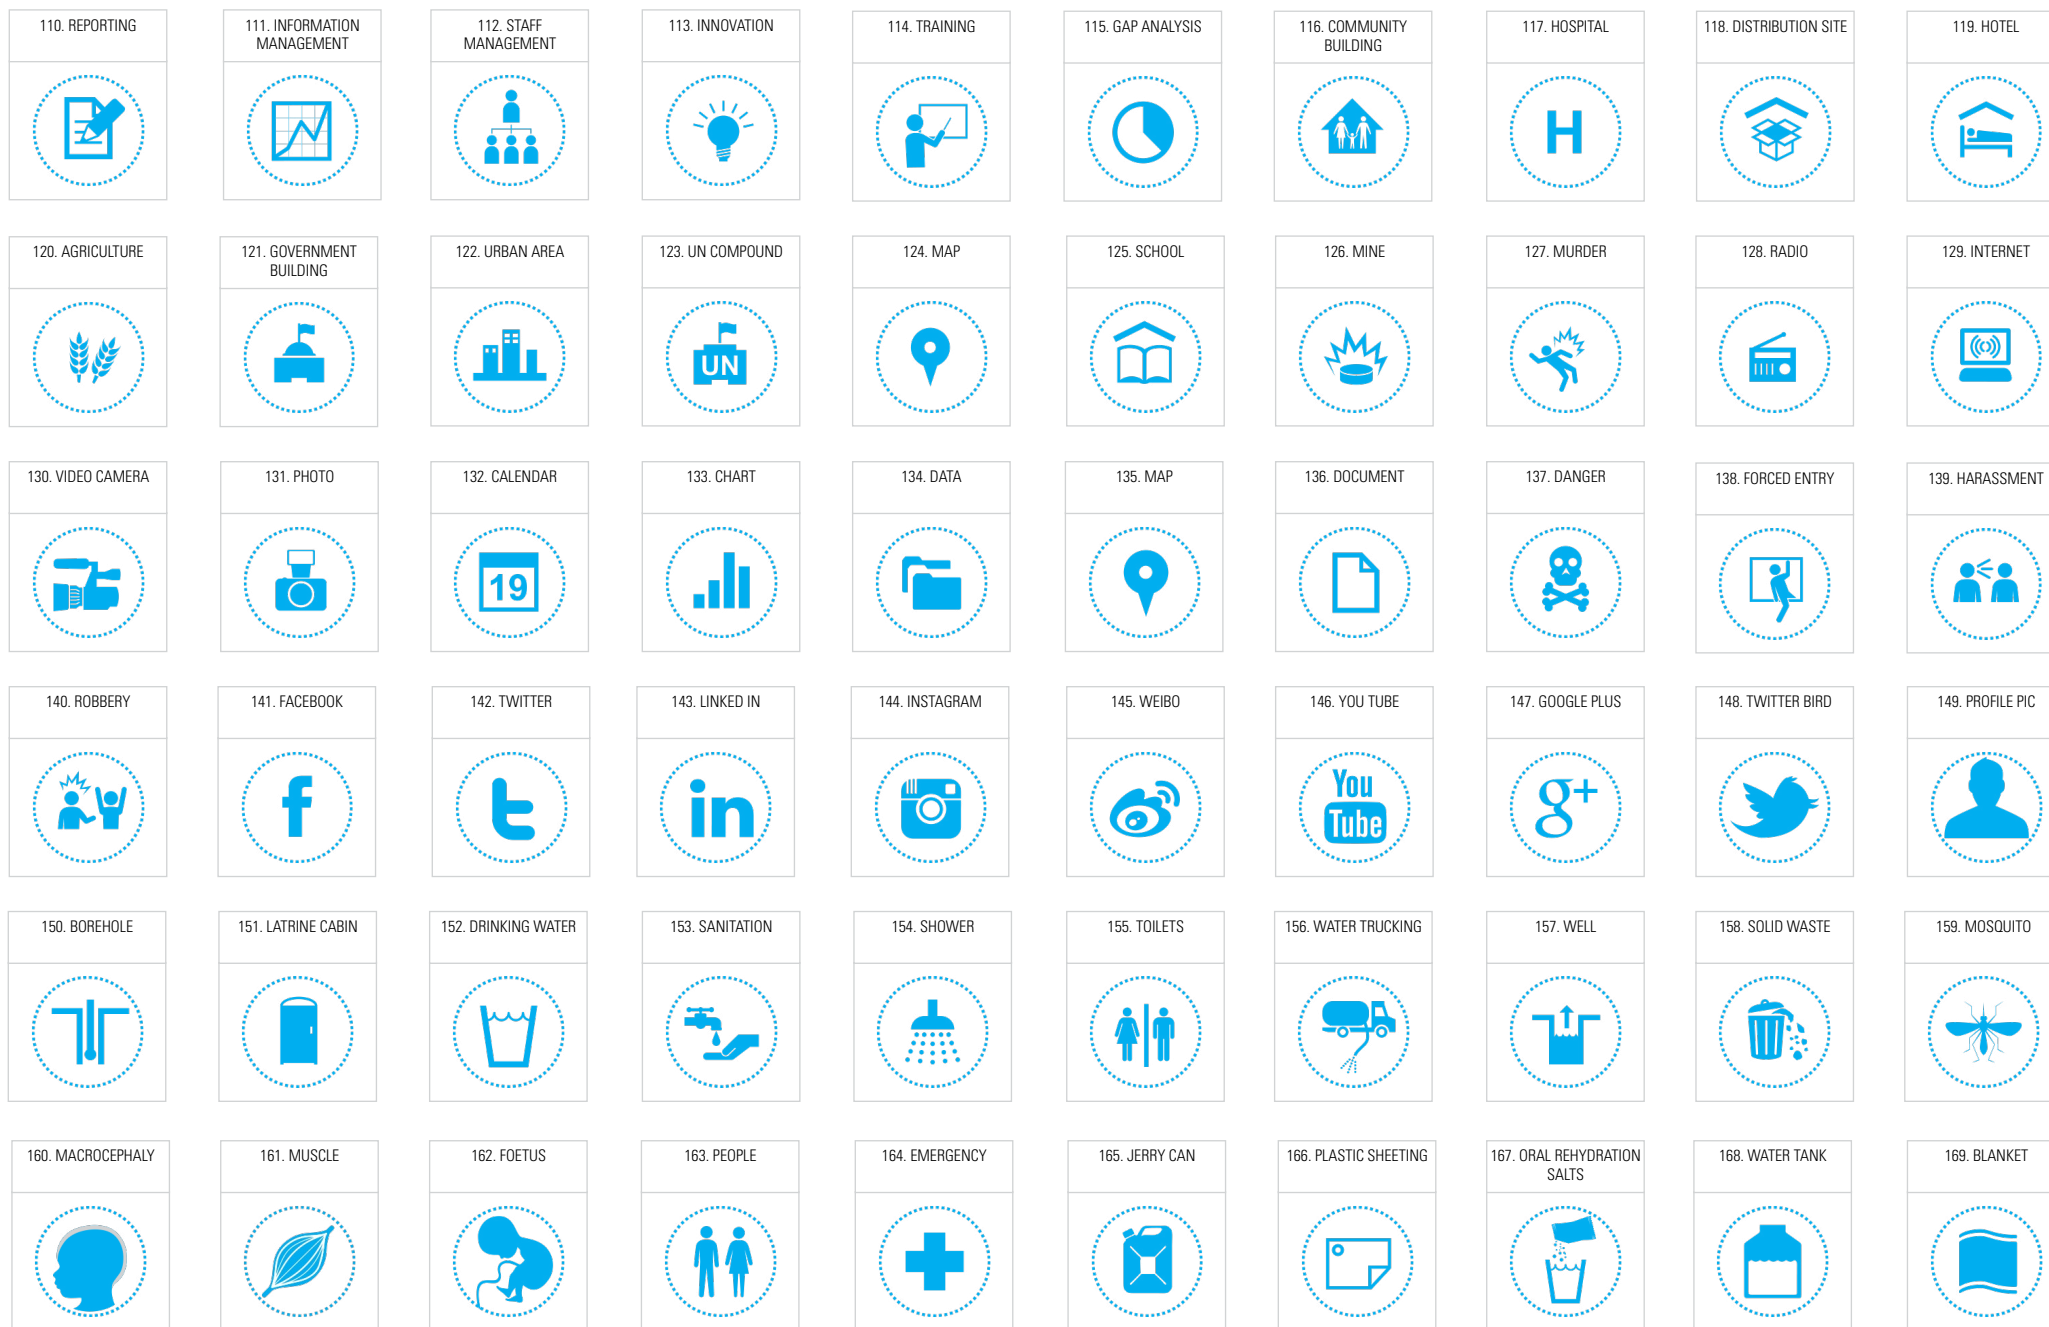 110. REPORTING
111. INFORMATION
MANAGEMENT
112. STAFF
MANAGEMENT
113. INNOVATION
114. TRAINING
115. GAP ANALYSIS
116. COMMUNITY
BUILDING
117. HOSPITAL
H
118. DISTRIBUTION SITE
119. HOTEL
120. AGRICULTURE
121. GOVERNMENT
BUILDING
122. URBAN AREA
123. UN COMPOUND
UN
124. MAP
125. SCHOOL
126. MINE
127. MURDER
128. RADIO
129. INTERNET
130. VIDEO CAMERA
131. PHOTO
132. CALENDAR
19
133. CHART
134. DATA
135. MAP
136. DOCUMENT
137. DANGER
138. FORCED ENTRY
139. HARASSMENT
140. ROBBERY
141. FACEBOOK
f
142. TWITTER
t
143. LINKED IN
in
144. INSTAGRAM
145. WEIBO
146. YOU TUBE
You
Tube
147. GOOGLE PLUS
g+
148. TWITTER BIRD
149. PROFILE PIC
150. BOREHOLE
151. LATRINE CABIN
152. DRINKING WATER
153. SANITATION
154. SHOWER
155. TOILETS
156. WATER TRUCKING
157. WELL
158. SOLID WASTE
159. MOSQUITO
160. MACROCEPHALY
161. MUSCLE
162. FOETUS
163. PEOPLE
164. EMERGENCY
165. JERRY CAN
166. PLASTIC SHEETING
167. ORAL REHYDRATION
SALTS
168. WATER TANK
169. BLANKET